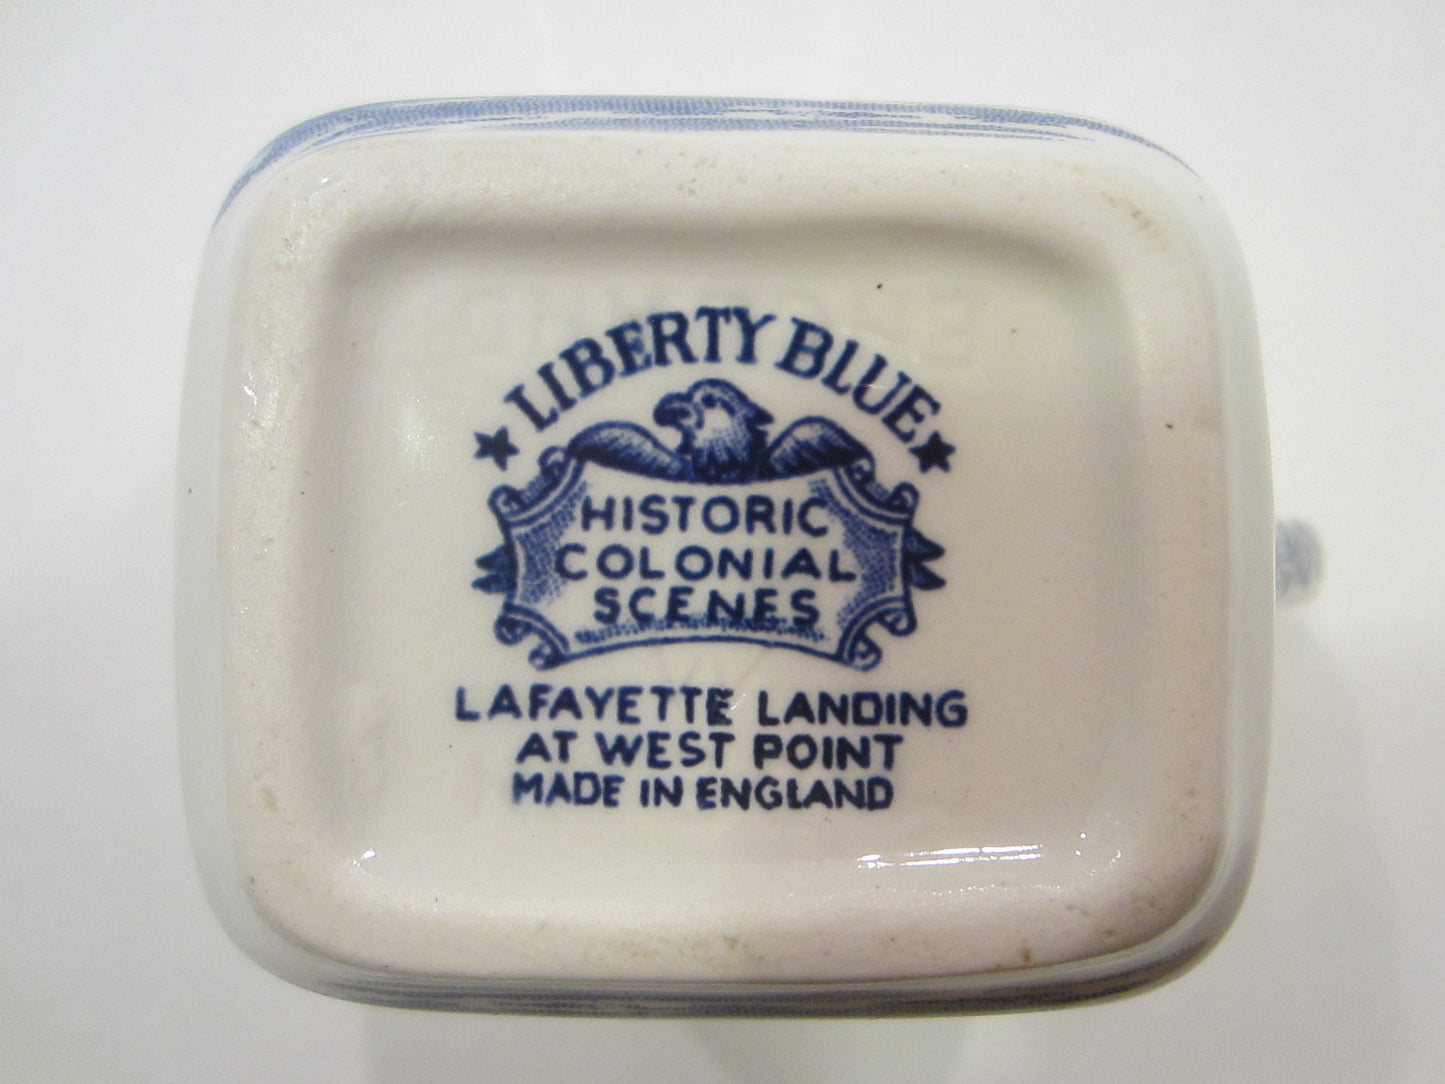 LIBERTY BLUE
HISTORIC
COLONIAL
SCENES
LAFAYETTE LANDING
AT WEST POINT
MADE IN ENGLAND